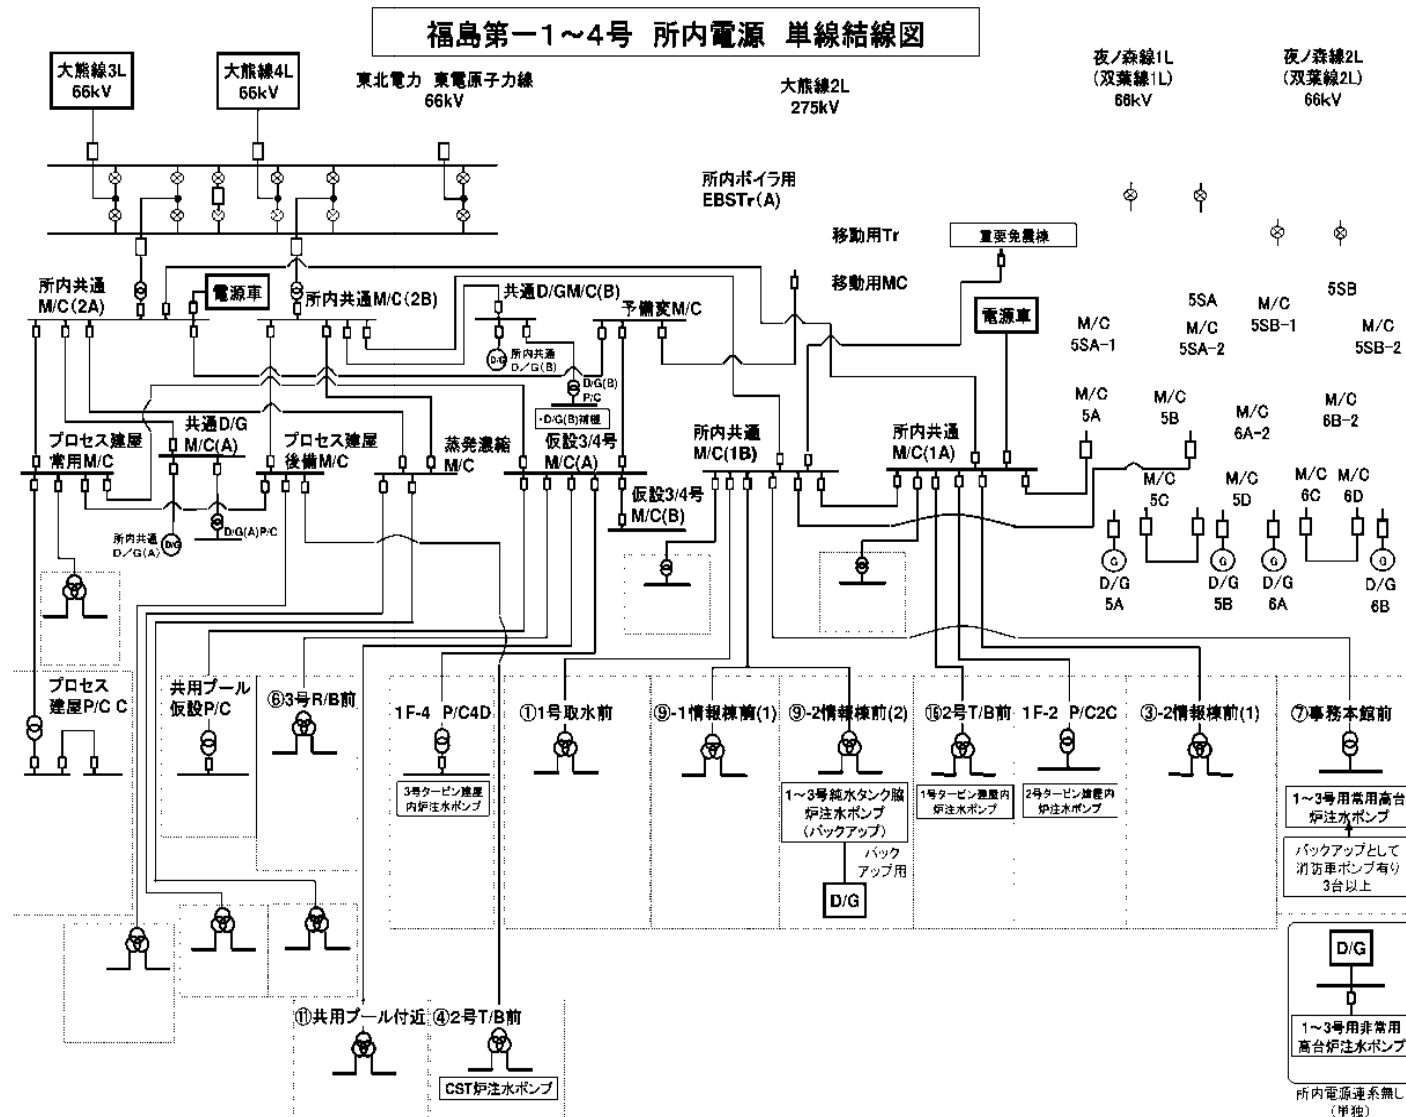 福島第一1～4号 所内電源 単線結線図
大熊線3L
66kV
大熊線4L
66kV
東北電力 東電原子力線
66kV
大熊線2L
275kV
夜ノ森線1L
(双葉線1L)
66kV
夜ノ森線2L
(双葉線2L)
66kV
所内ボイラ用
EBSTr(A)
移動用Tr
重要免震棟
移動用MC
所内共通
M/C(2A)
電源車
所内共通M/C(2B)
共通D/GM/C(B)
予備変M/C
電源車
5SA
M/C
5SB-1
5SB
M/C
5SA-1
M/C
5SA-2
M/C
5SB-2
D/G
所内共通
D/G(B)
D/G(B)
P/C
・D/G(B)補機
M/C
5A
M/C
5B
M/C
6A-2
M/C
6B-2
プロセス建屋
常用M/C
共通D/G
M/C(A)
プロセス建屋
後備M/C
蒸発濃縮
M/C
仮設3/4号
M/C(A)
所内共通
M/C(1B)
所内共通
M/C(1A)
仮設3/4号
M/C(B)
M/C
5C
M/C
5D
M/C
6C
M/C
6D
所内共通
D/G(A)
D/G
D/G(A)P/C
G
D/G
5A
G
D/G
5B
G
D/G
6A
G
D/G
6B
プロセス
建屋P/C C
共用プール
仮設P/C
⑥3号R/B前
1F-4 P/C4D
①1号取水前
⑨-1情報棟前(1)
⑨-2情報棟前(2)
⑯2号T/B前
1F-2 P/C2C
③-2情報棟前(1)
⑦事務本館前
3号タービン建屋
内炉注水ポンプ
1～3号純水タンク脇
炉注水ポンプ
(バックアップ)
1号タービン建屋内
炉注水ポンプ
2号タービン建屋内
炉注水ポンプ
1～3号用常用高台
炉注水ポンプ
バック
アップ用
D/G
バックアップとして
消防車ポンプ有り
3台以上
D/G
1～3号用非常用
高台炉注水ポンプ
所内電源連系無し
(単独)
⑪共用プール付近
④2号T/B前
CST炉注水ポンプ